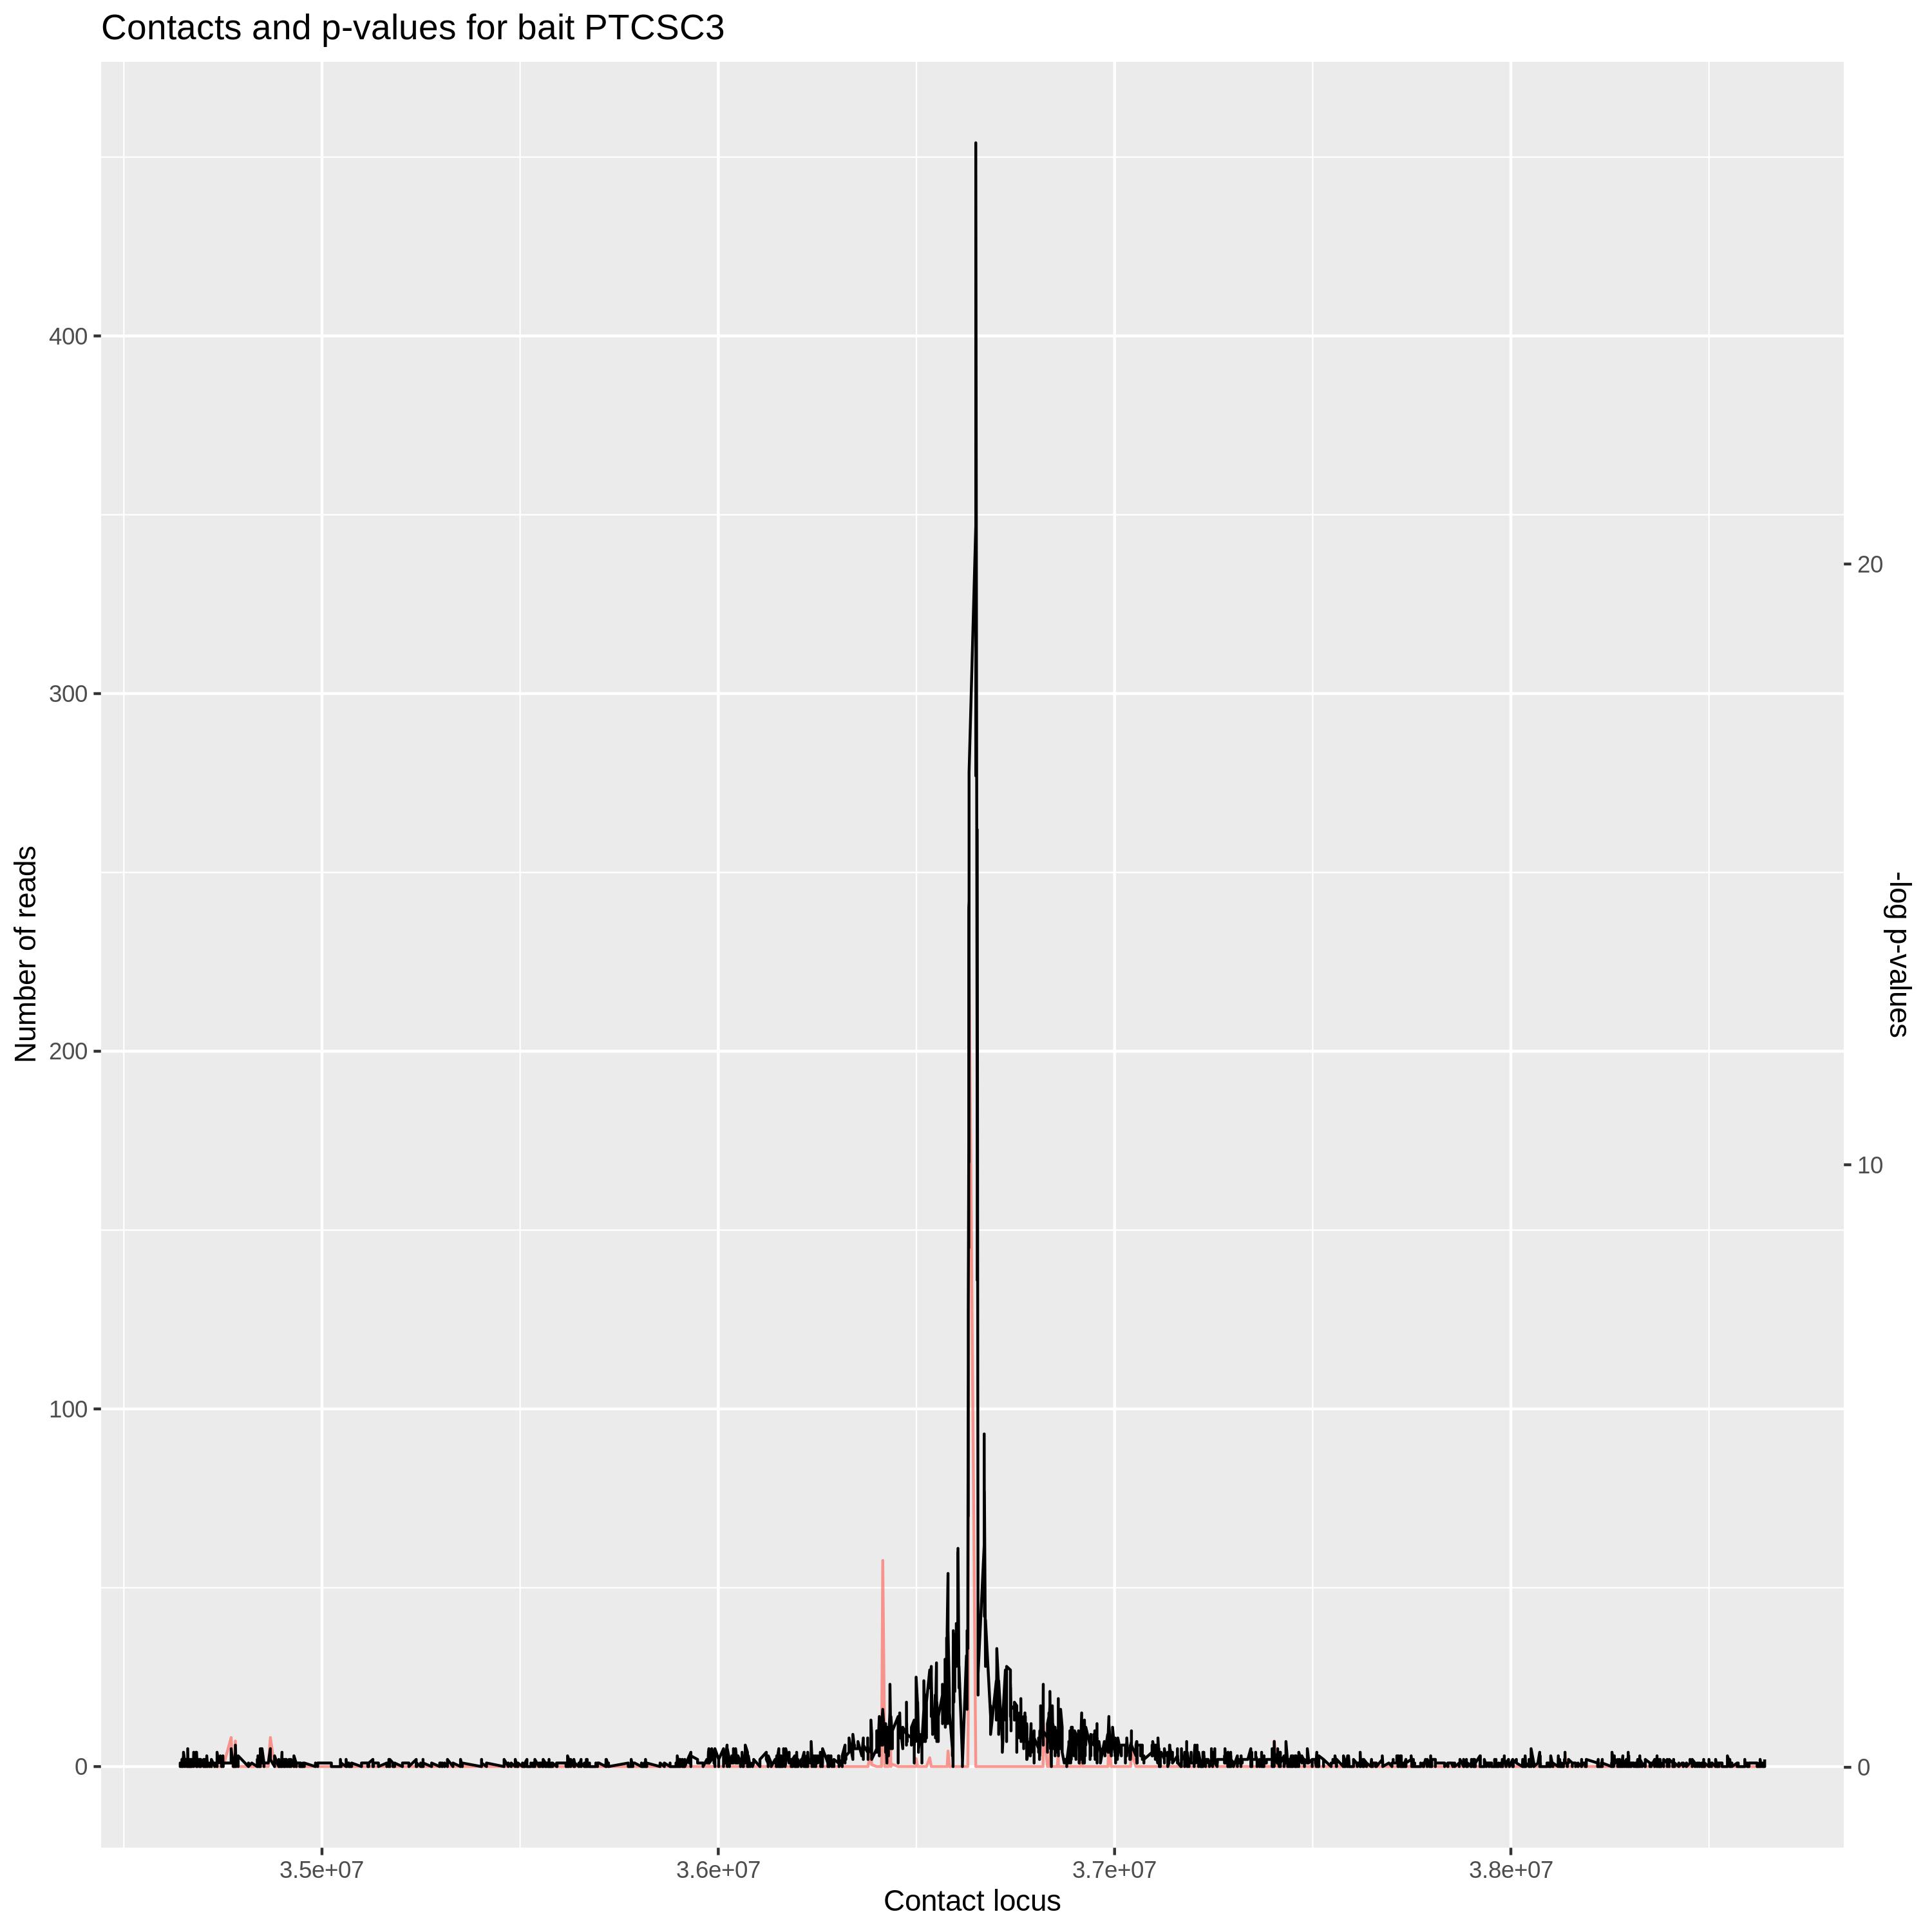 Contacts and p-values for bait PTCSC3
Number of reads
400
300
200
100
0
20
10
0
-log p-values
3.5e+07 3.6e+07 3.7e+07 3.8e+07
Contact locus